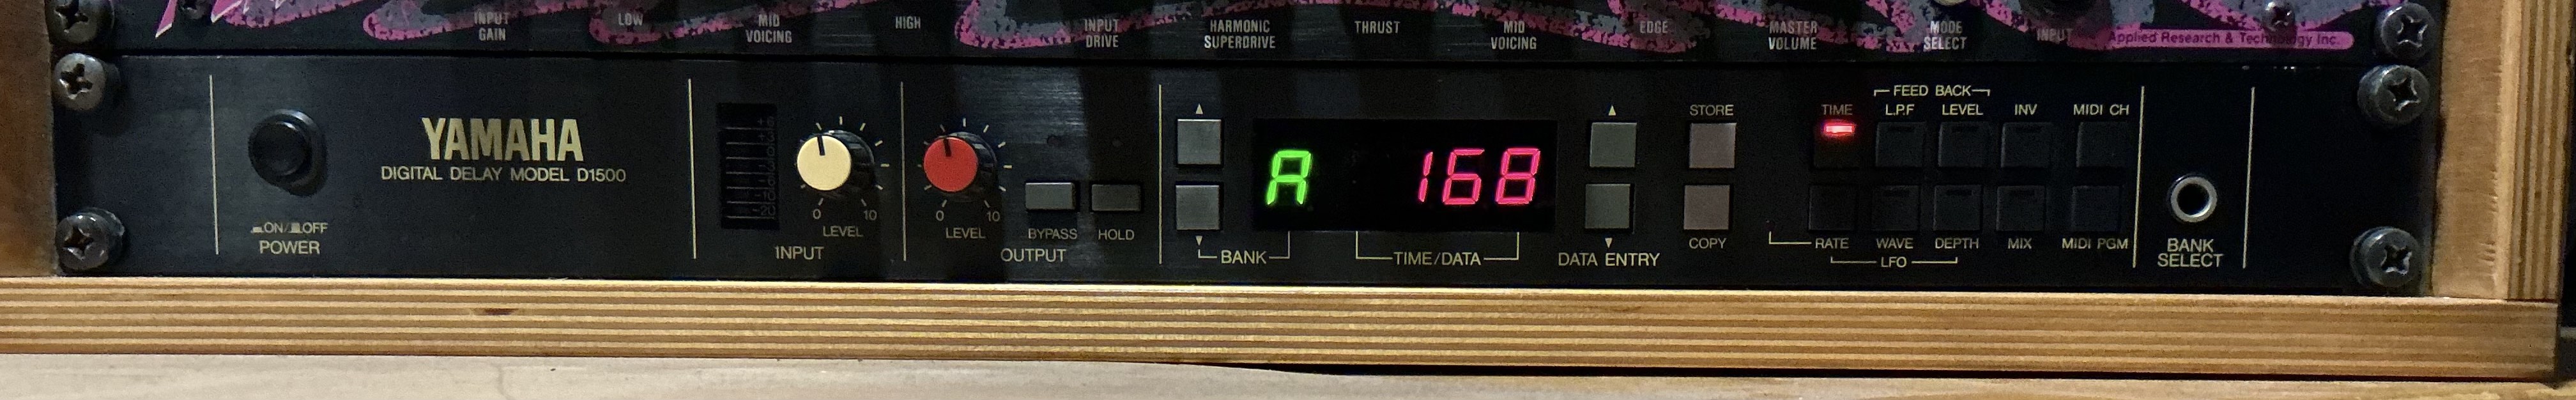 INPUT GAIN
LOW
MID VOICING
HIGH
INPUT DRIVE
HARMONIC SUPERDRIVE
THRUST
MID VOICING
EDGE
MASTER VOLUME
MODE SELECT
INPUT
Applied Research & Technology Inc.
YAMAHA
DIGITAL DELAY MODEL D1500
ON/OFF
POWER
0 10
LEVEL
INPUT
0 10
LEVEL
BYPASS
HOLD
OUTPUT
A
BANK
168
TIME/DATA
DATA ENTRY
STORE
COPY
FEED BACK
TIME
L.P.F
LEVEL
INV
MIDI CH
RATE
WAVE
DEPTH
MIX
MIDI PGM
LFO
BANK
SELECT